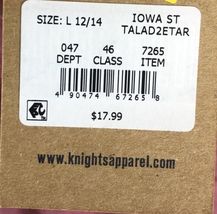 SIZE: L 12/14
IOWA ST
TALAD2ETAR
047 46 7265
DEPT CLASS ITEM
4 90474 67265 8
$17.99
www.knightsapparel.com